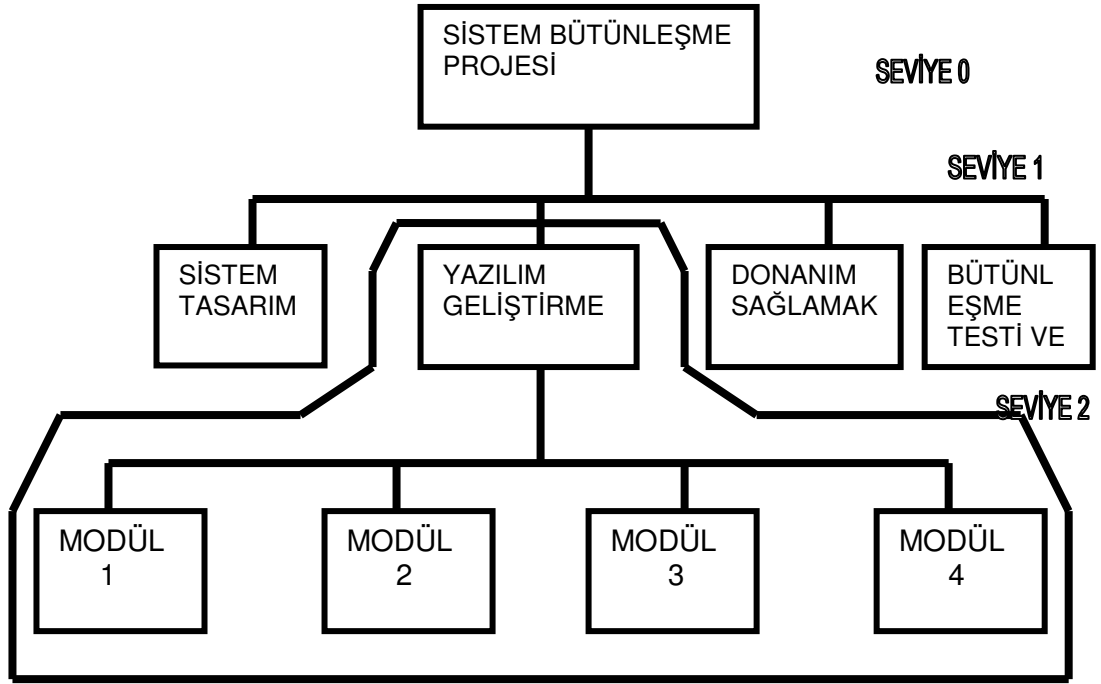 SİSTEM BÜTÜNLEŞME
PROJESİ
SEVİYE 0
SEVİYE 1
SİSTEM
TASARIM
YAZILIM
GELİŞTİRME
DONANIM
SAĞLAMAK
BÜTÜNL
EŞME
TESTİ VE
SEVİYE 2
MODÜL
1
MODÜL
2
MODÜL
3
MODÜL
4